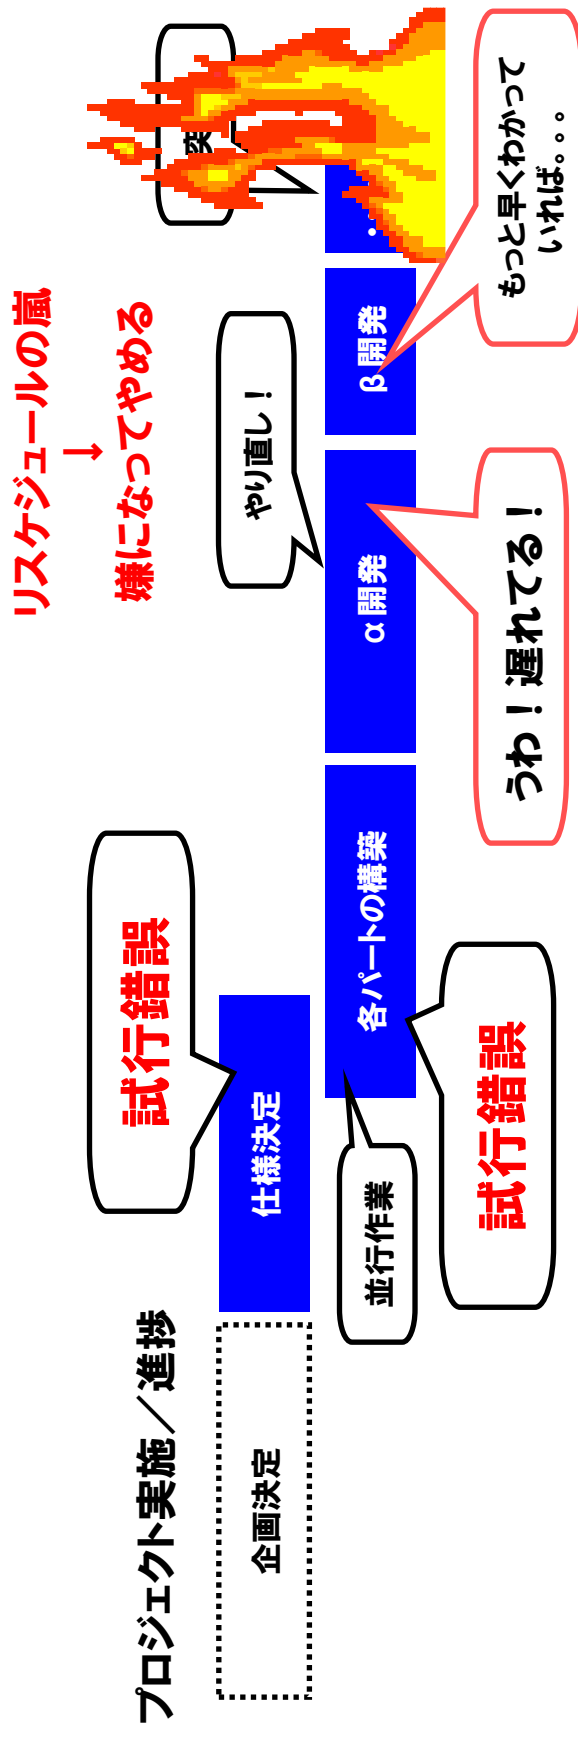 プロジェクト実施／進捗
リスケジュールの嵐
↓
嫌になってやめる
試行錯誤
やり直し！
突
企画決定
仕様決定
並行作業
各パートの構築
α開発
β開発
試行錯誤
うわ！遅れてる！
もっと早くわかって
いれば。。。